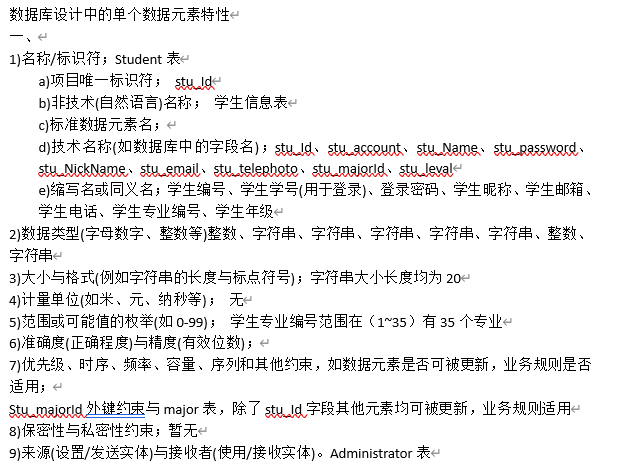 数据库设计中的单个数据元素特性
一、
1)名称/标识符；Student 表
a)项目唯一标识符； stu_Id
b)非技术(自然语言)名称； 学生信息表
c)标准数据元素名；
d)技术名称(如数据库中的字段名)；stu_Id、stu_account、stu_Name、stu_password、
stu_NickName、stu_email、stu_telephoto、stu_majorId、stu_leval
e)缩写名或同义名；学生编号、学生学号(用于登录)、登录密码、学生昵称、学生邮箱、
学生电话、学生专业编号、学生年级
2)数据类型(字母数字、整数等)整数、字符串、字符串、字符串、字符串、字符串、整数、
字符串
3)大小与格式(例如字符串的长度与标点符号)；字符串大小长度均为 20
4)计量单位(如米、元、纳秒等)； 无
5)范围或可能值的枚举(如 0-99)； 学生专业编号范围在（1~35）有 35 个专业
6)准确度(正确程度)与精度(有效位数)；
7)优先级、时序、频率、容量、序列和其他约束，如数据元素是否可被更新，业务规则是否
适用；
Stu_majorId 外键约束与 major 表，除了 stu_Id 字段其他元素均可被更新，业务规则适用
8)保密性与私密性约束；暂无
9)来源(设置/发送实体)与接收者(使用/接收实体)。Administrator 表